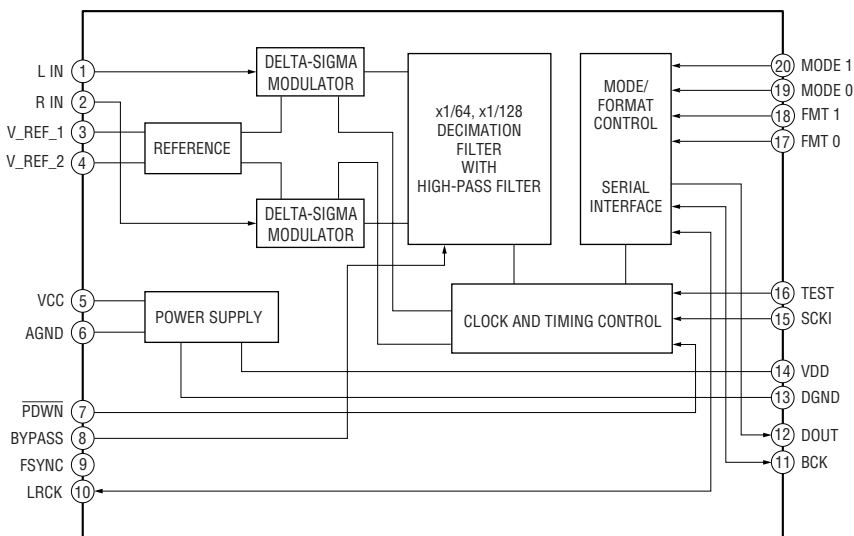 L IN 1
R IN 2
V_REF_1 3
V_REF_2 4
VCC 5
AGND 6
PDWN 7
BYPASS 8
FSYNC 9
LRCK 10
DELTA-SIGMA
MODULATOR
REFERENCE
DELTA-SIGMA
MODULATOR
POWER SUPPLY
x1/64, x1/128
DECIMATION
FILTER
WITH
HIGH-PASS FILTER
MODE/
FORMAT
CONTROL
SERIAL
INTERFACE
CLOCK AND TIMING CONTROL
20 MODE 1
19 MODE 0
18 FMT 1
17 FMT 0
16 TEST
15 SCKI
14 VDD
13 DGND
12 DOUT
11 BCK